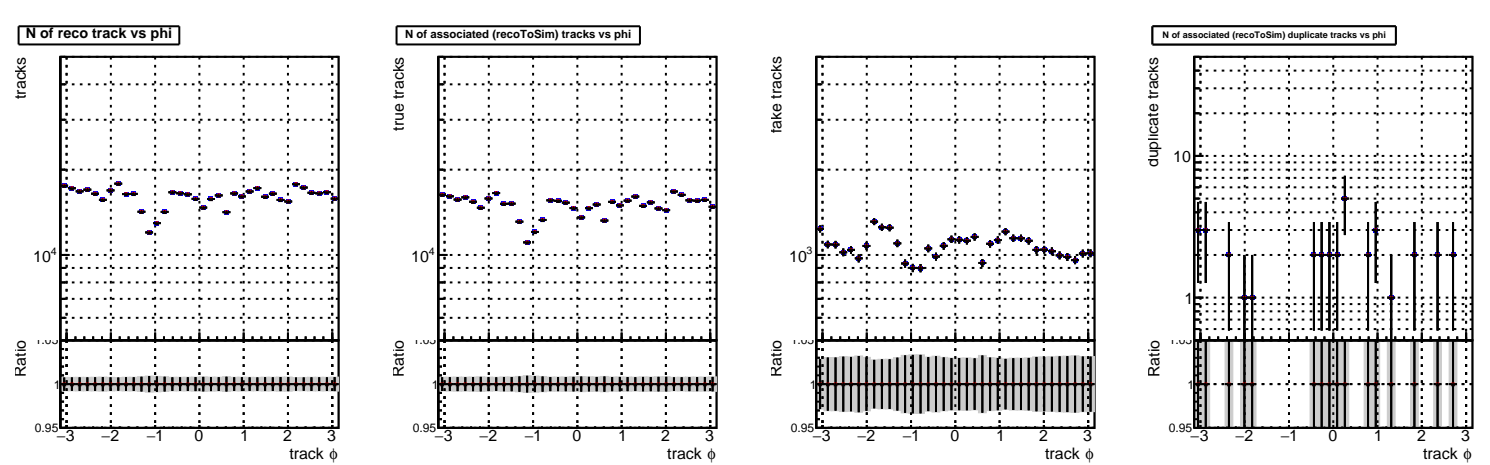 N of reco track vs phi
tracks
10⁴
Ratio
1
0.95
−3 −2 −1 0 1 2 3
track ϕ
N of associated (recoToSim) tracks vs phi
true tracks
10⁴
Ratio
1
0.95
−3 −2 −1 0 1 2 3
track ϕ
fake tracks
10³
Ratio
1
0.95
−3 −2 −1 0 1 2 3
track ϕ
N of associated (recoToSim) duplicate tracks vs phi
duplicate tracks
10
1
Ratio
1
0.95
−3 −2 −1 0 1 2 3
track ϕ